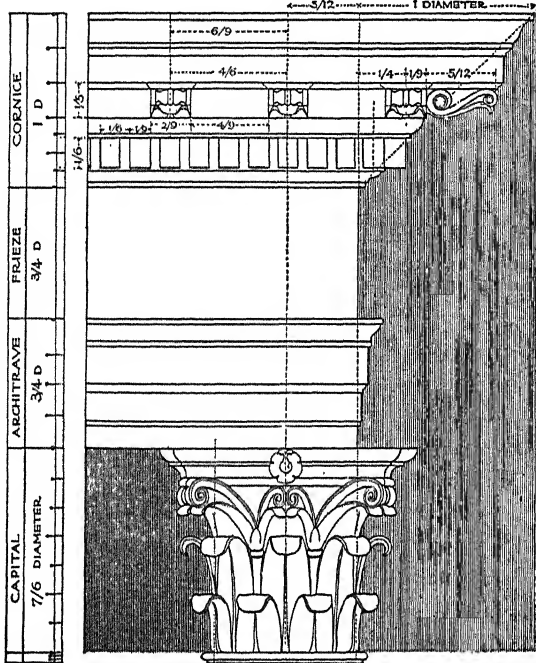 5/12 1 DIAMETER
6/9
4/6 1/4 1/9 5/12
1/3
1/6 1/9 2/9 4/9
1/6
CORNICE
1 D
FRIEZE
3/4 D
ARCHITRAVE
3/4 D
CAPITAL
7/6 DIAMETER